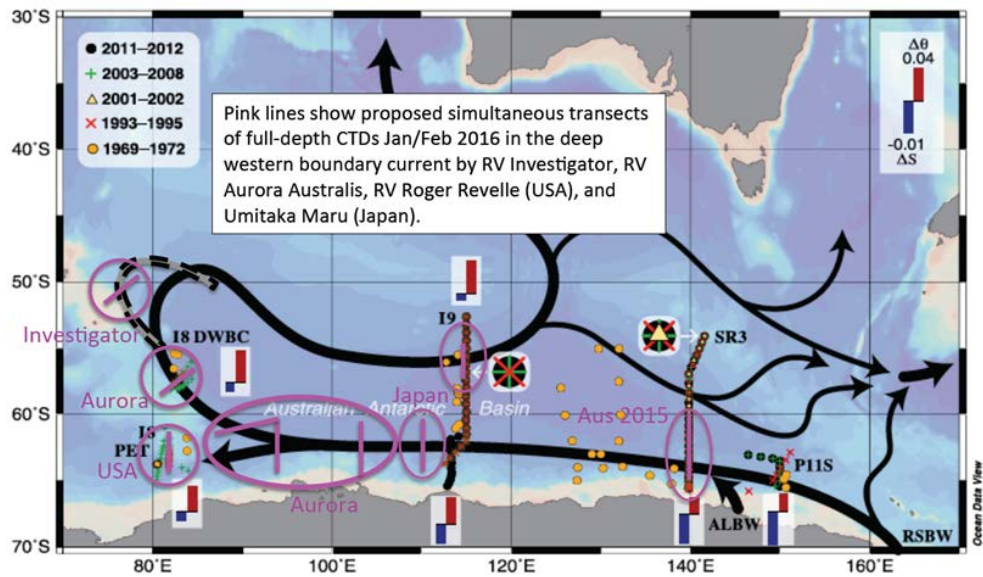 30°S
40°S
50°S
60°S
70°S
2011–2012
2003–2008
2001–2002
1993–1995
1969–1972
Pink lines show proposed simultaneous transects
of full-depth CTDs Jan/Feb 2016 in the deep
western boundary current by RV Investigator, RV
Aurora Australis, RV Roger Revelle (USA), and
Umitaka Maru (Japan).
Δθ
0.04
-0.01
ΔS
Investigator
I8 DWBC
I9
SR3
Aurora
Japan
Australian Antarctic Basin
Aus 2015
I8
PET
USA
P11S
Aurora
ALBW
RSBW
80°E
100°E
120°E
140°E
160°E
Ocean Data View